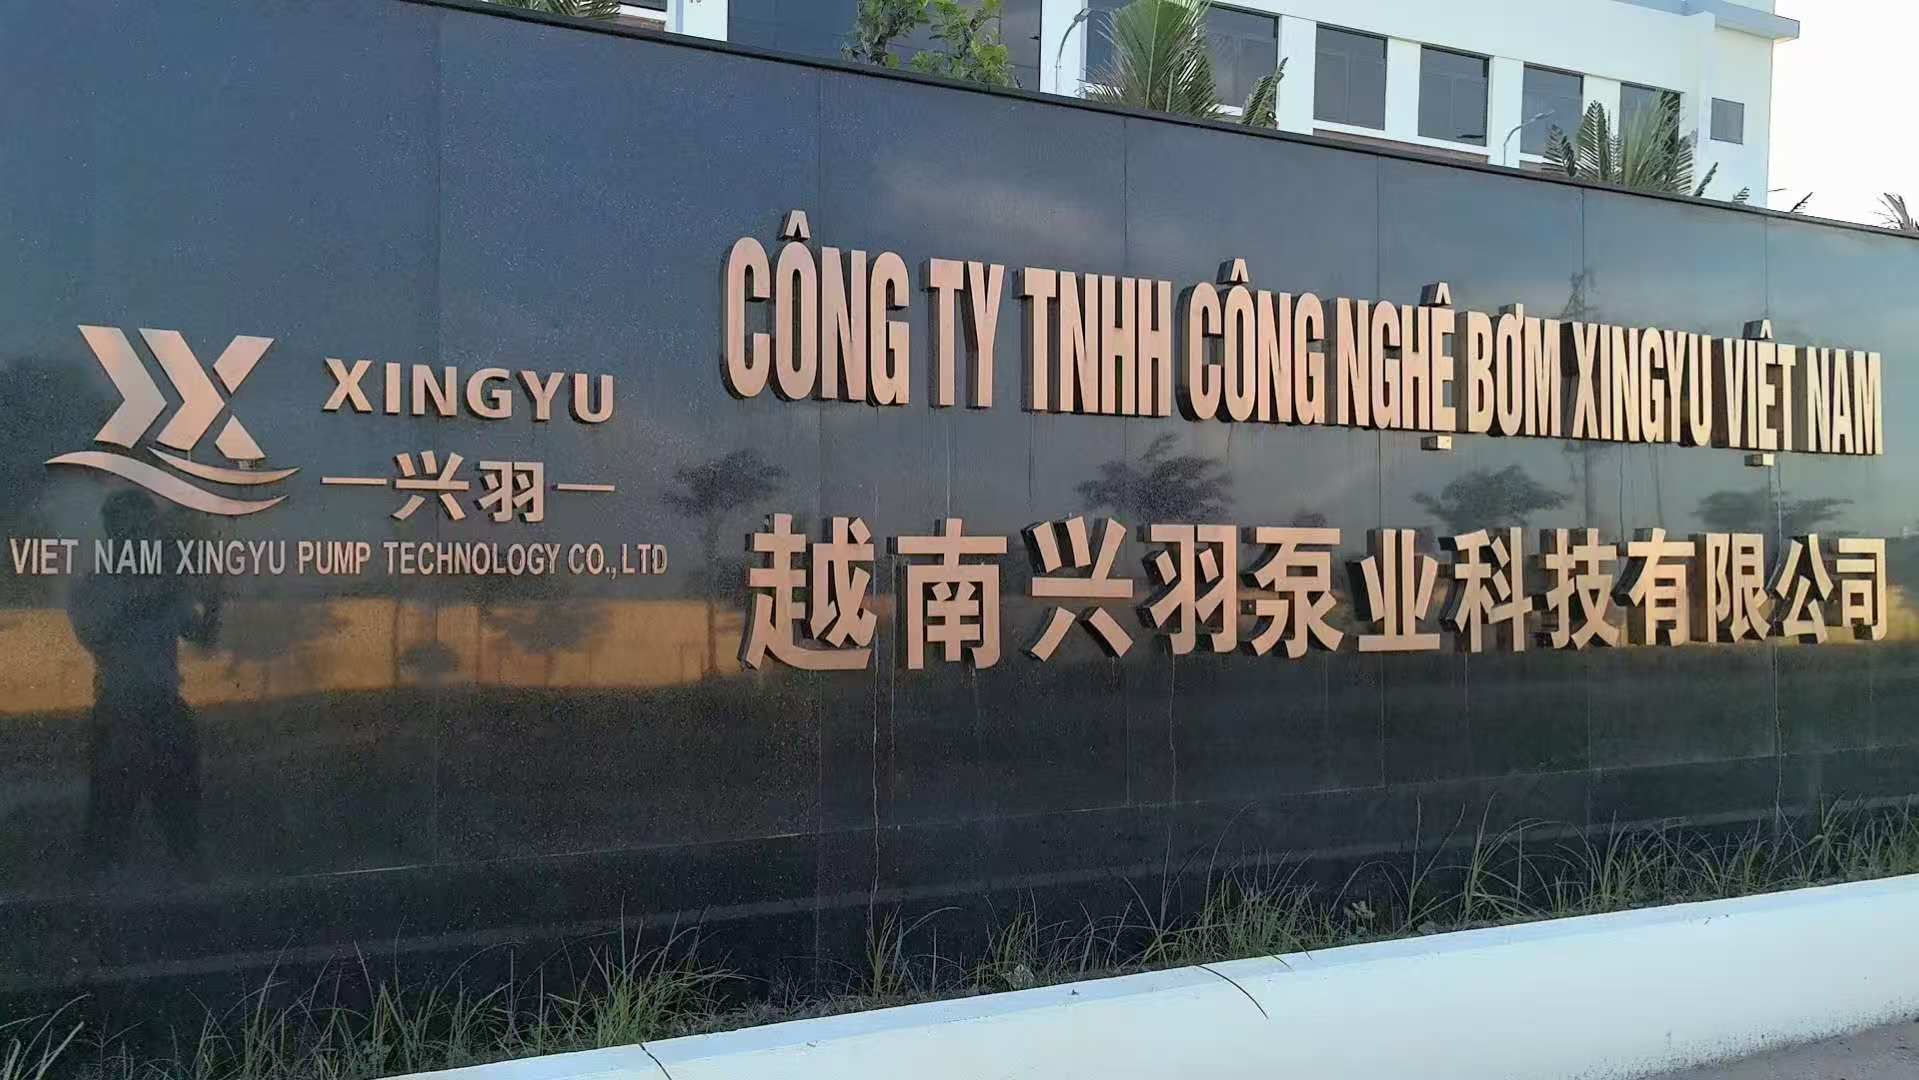 XINGYU
兴羽
VIET NAM XINGYU PUMP TECHNOLOGY CO.,LTD
CÔNG TY TNHH CÔNG NGHỆ BƠM XINGYU VIỆT NAM
越南兴羽泵业科技有限公司